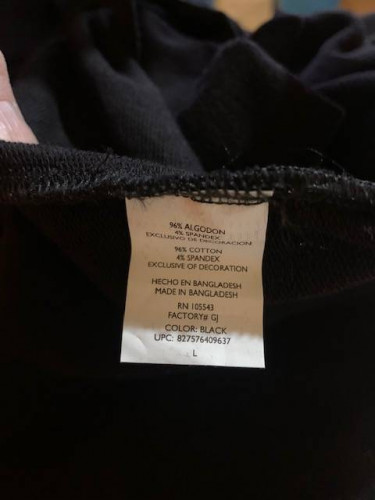 96% ALGODON
4% SPANDEX
EXCLUSIVO DE DECORACION
96% COTTON
4% SPANDEX
EXCLUSIVE OF DECORATION
HECHO EN BANGLADESH
MADE IN BANGLADESH
RN 105543
FACTORY# GJ
COLOR: BLACK
UPC: 827576409637
L